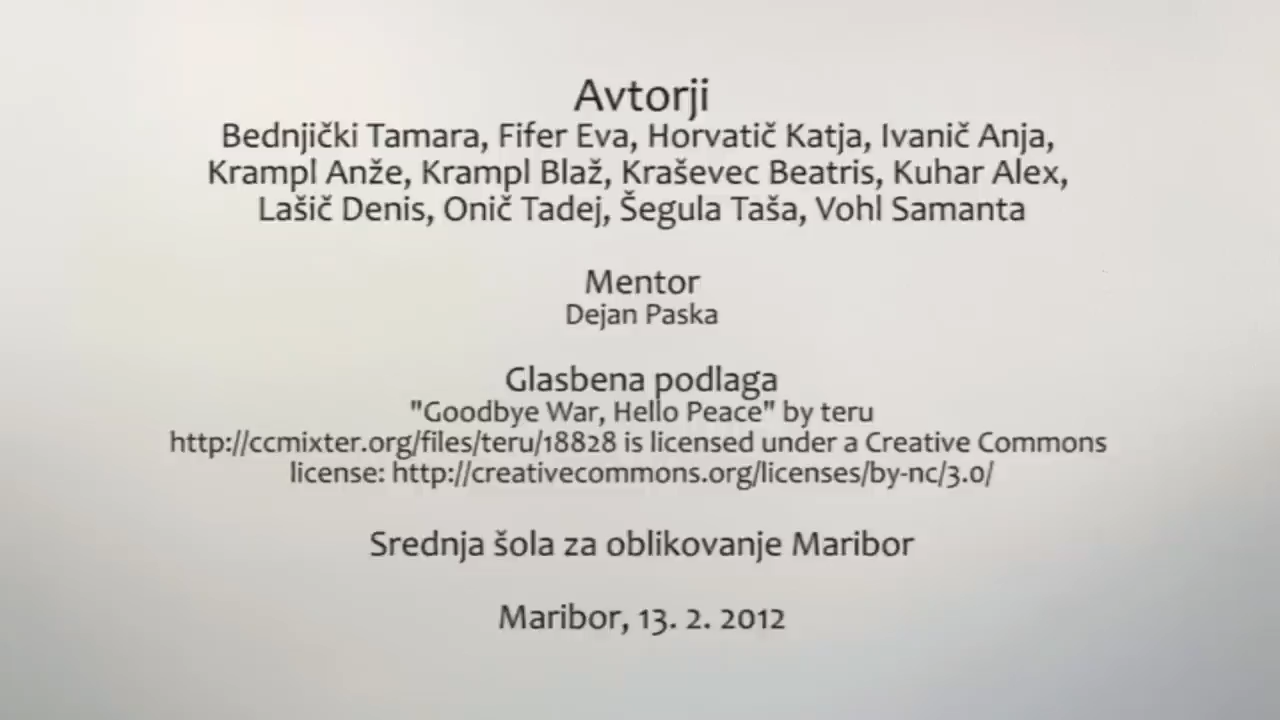 Avtorji
Bednjički Tamara, Fifer Eva, Horvatič Katja, Ivanič Anja,
Krampl Anže, Krampl Blaž, Kraševec Beatris, Kuhar Alex,
Lašič Denis, Onič Tadej, Šegula Taša, Vohl Samanta
Mentor
Dejan Paska
Glasbena podlaga
"Goodbye War, Hello Peace" by teru
http://ccmixter.org/files/teru/18828 is licensed under a Creative Commons
license: http://creativecommons.org/licenses/by-nc/3.0/
Srednja šola za oblikovanje Maribor
Maribor, 13. 2. 2012